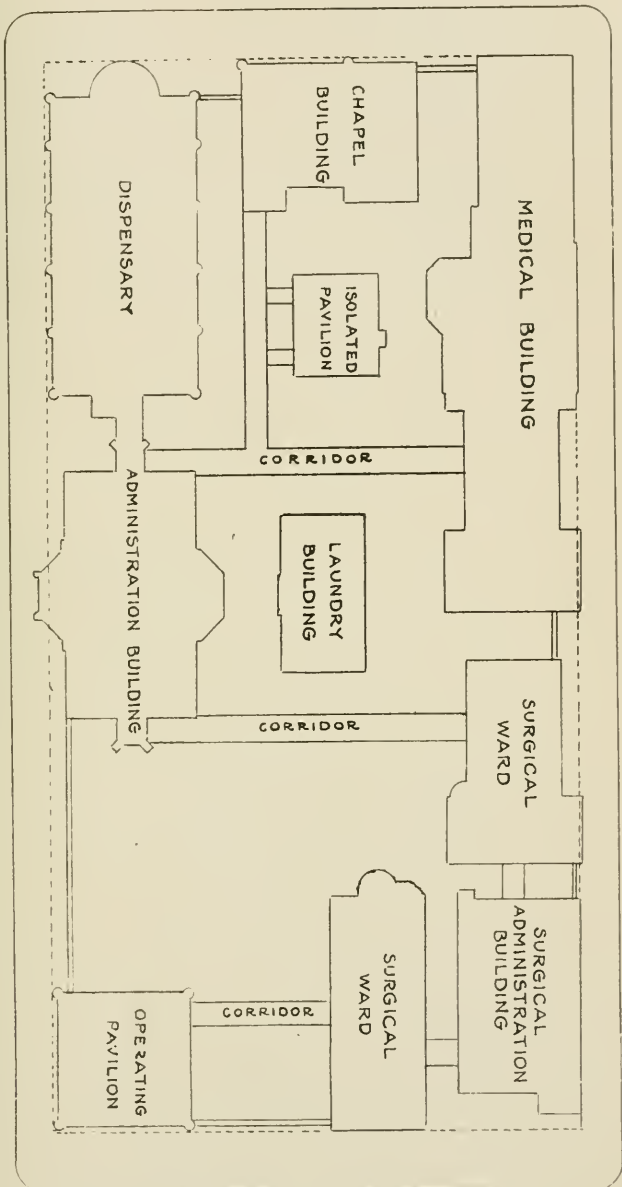 CHAPEL
BUILDING
MEDICAL BUILDING
DISPENSARY
ISOLATED
PAVILION
CORRIDOR
ADMINISTRATION BUILDING
LAUNDRY
BUILDING
CORRIDOR
SURGICAL
WARD
SURGICAL
ADMINISTRATION
BUILDING
SURGICAL
WARD
CORRIDOR
OPERATING
PAVILION